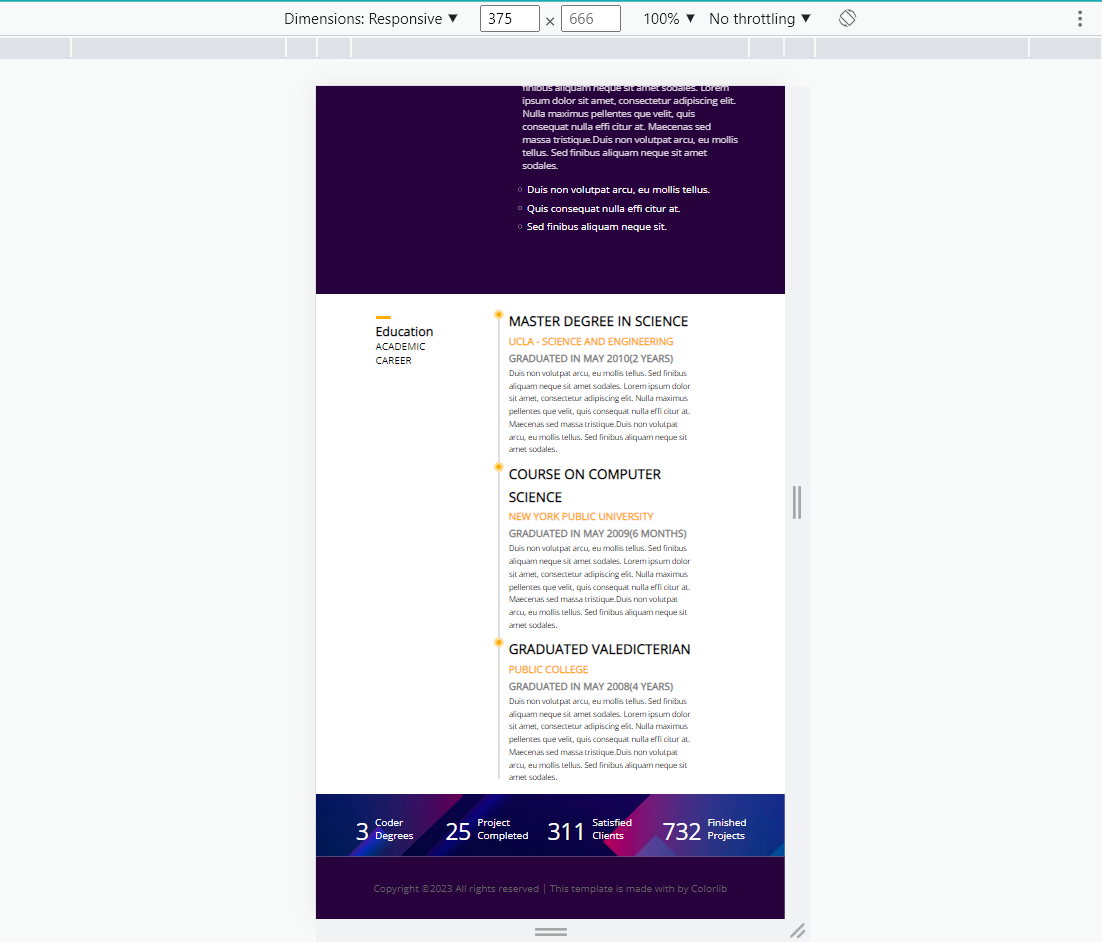 Dimensions: Responsive ▼ 375 × 666 100% ▼ No throttling ▼
finibus aliquam neque sit amet sodales. Lorem
ipsum dolor sit amet, consectetur adipiscing elit.
Nulla maximus pellentes que velit, quis
consequat nulla effi citur at. Maecenas sed
massa tristique.Duis non volutpat arcu, eu mollis
tellus. Sed finibus aliquam neque sit amet
sodales.
Duis non volutpat arcu, eu mollis tellus.
Quis consequat nulla effi citur at.
Sed finibus aliquam neque sit.
Education
ACADEMIC
CAREER
MASTER DEGREE IN SCIENCE
UCLA - SCIENCE AND ENGINEERING
GRADUATED IN MAY 2010(2 YEARS)
Duis non volutpat arcu, eu mollis tellus. Sed finibus
aliquam neque sit amet sodales. Lorem ipsum dolor
sit amet, consectetur adipiscing elit. Nulla maximus
pellentes que velit, quis consequat nulla effi citur at.
Maecenas sed massa tristique.Duis non volutpat
arcu, eu mollis tellus. Sed finibus aliquam neque sit
amet sodales.
COURSE ON COMPUTER
SCIENCE
NEW YORK PUBLIC UNIVERSITY
GRADUATED IN MAY 2009(6 MONTHS)
Duis non volutpat arcu, eu mollis tellus. Sed finibus
aliquam neque sit amet sodales. Lorem ipsum dolor
sit amet, consectetur adipiscing elit. Nulla maximus
pellentes que velit, quis consequat nulla effi citur at.
Maecenas sed massa tristique.Duis non volutpat
arcu, eu mollis tellus. Sed finibus aliquam neque sit
amet sodales.
GRADUATED VALEDICTERIAN
PUBLIC COLLEGE
GRADUATED IN MAY 2008(4 YEARS)
Duis non volutpat arcu, eu mollis tellus. Sed finibus
aliquam neque sit amet sodales. Lorem ipsum dolor
sit amet, consectetur adipiscing elit. Nulla maximus
pellentes que velit, quis consequat nulla effi citur at.
Maecenas sed massa tristique.Duis non volutpat
arcu, eu mollis tellus. Sed finibus aliquam neque sit
amet sodales.
3 Coder
Degrees
25 Project
Completed
311 Satisfied
Clients
732 Finished
Projects
Copyright ©2023 All rights reserved | This template is made with by Colorlib